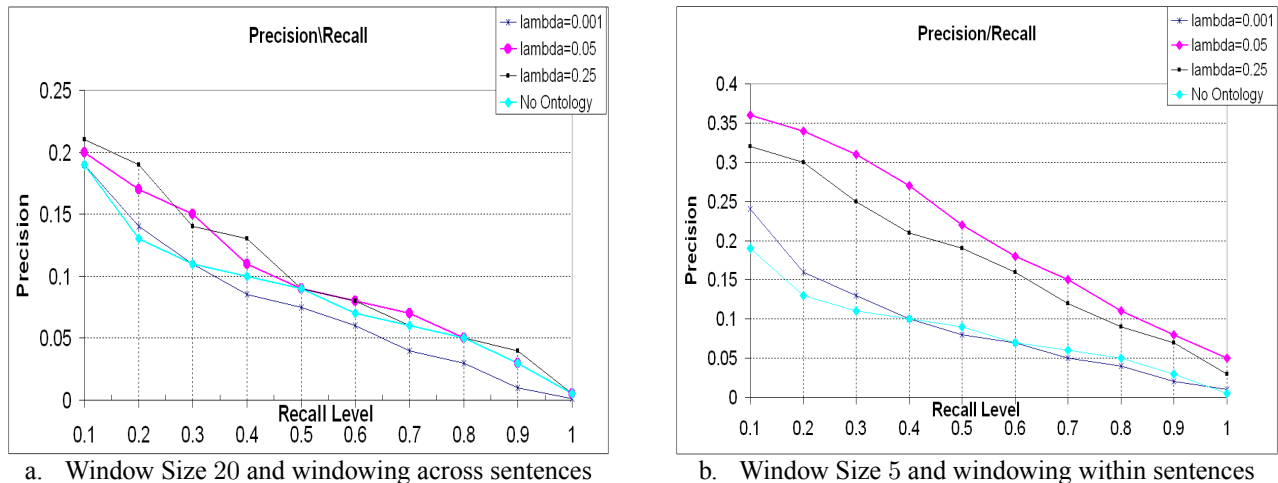 Precision\Recall
lambda=0.001
lambda=0.05
lambda=0.25
No Ontology
0.25
0.2
0.15
0.1
0.05
0
Precision
Recall Level
0.1 0.2 0.3 0.4 0.5 0.6 0.7 0.8 0.9 1
a. Window Size 20 and windowing across sentences
Precision/Recall
lambda=0.001
lambda=0.05
lambda=0.25
No Ontology
0.4
0.35
0.3
0.25
0.2
0.15
0.1
0.05
0
Precision
Recall Level
0.1 0.2 0.3 0.4 0.5 0.6 0.7 0.8 0.9 1
b. Window Size 5 and windowing within sentences